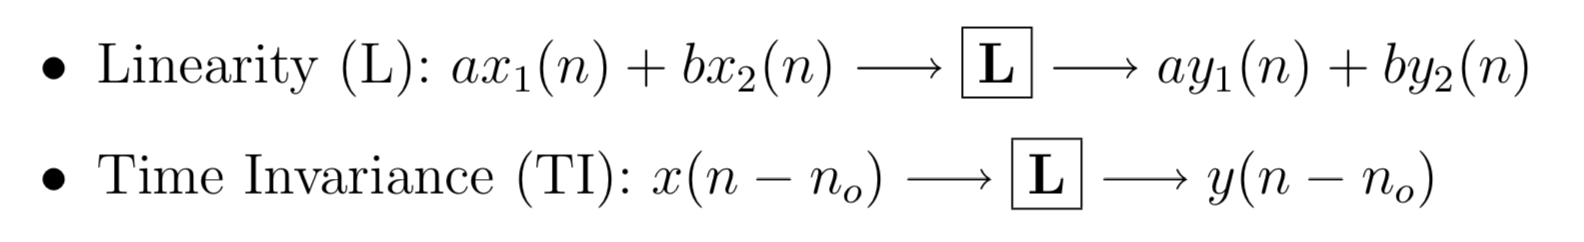 • Linearity (L): ax₁(n) + bx₂(n) ⟶ L ⟶ ay₁(n) + by₂(n)
• Time Invariance (TI): x(n − nₒ) ⟶ L ⟶ y(n − nₒ)